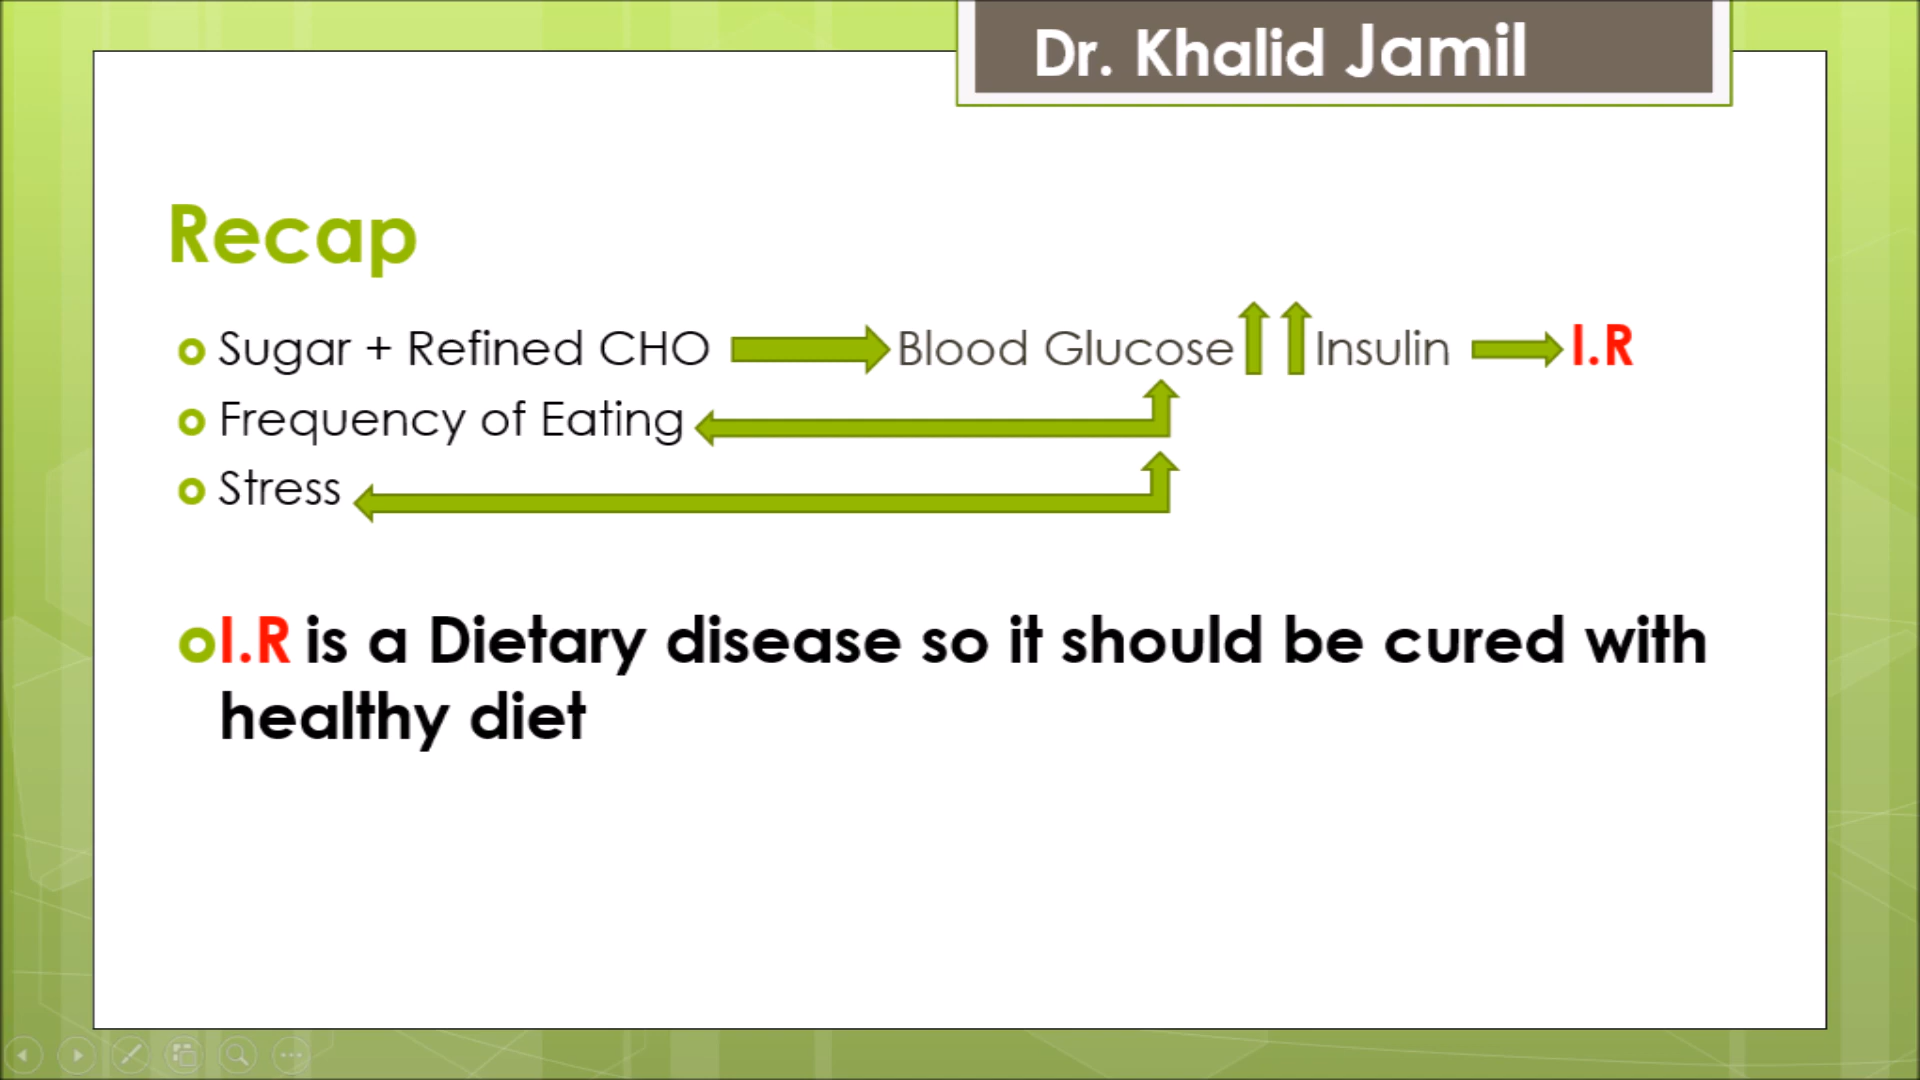 Dr. Khalid Jamil
Recap
Sugar + Refined CHO Blood Glucose Insulin I.R
Frequency of Eating
Stress
I.R is a Dietary disease so it should be cured with
healthy diet